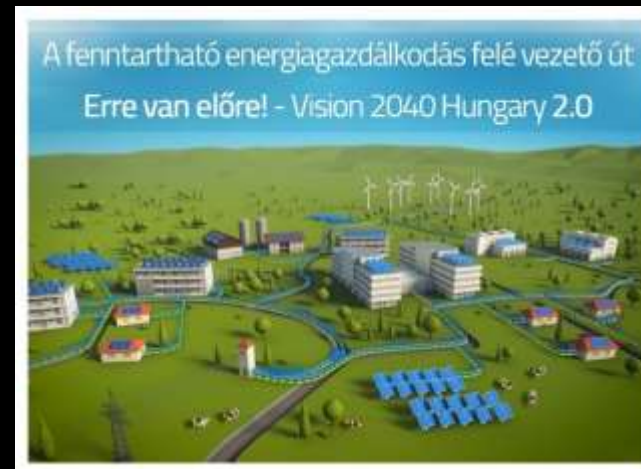 A fenntartható energiagazdálkodás felé vezető út
Erre van előre! - Vision 2040 Hungary 2.0